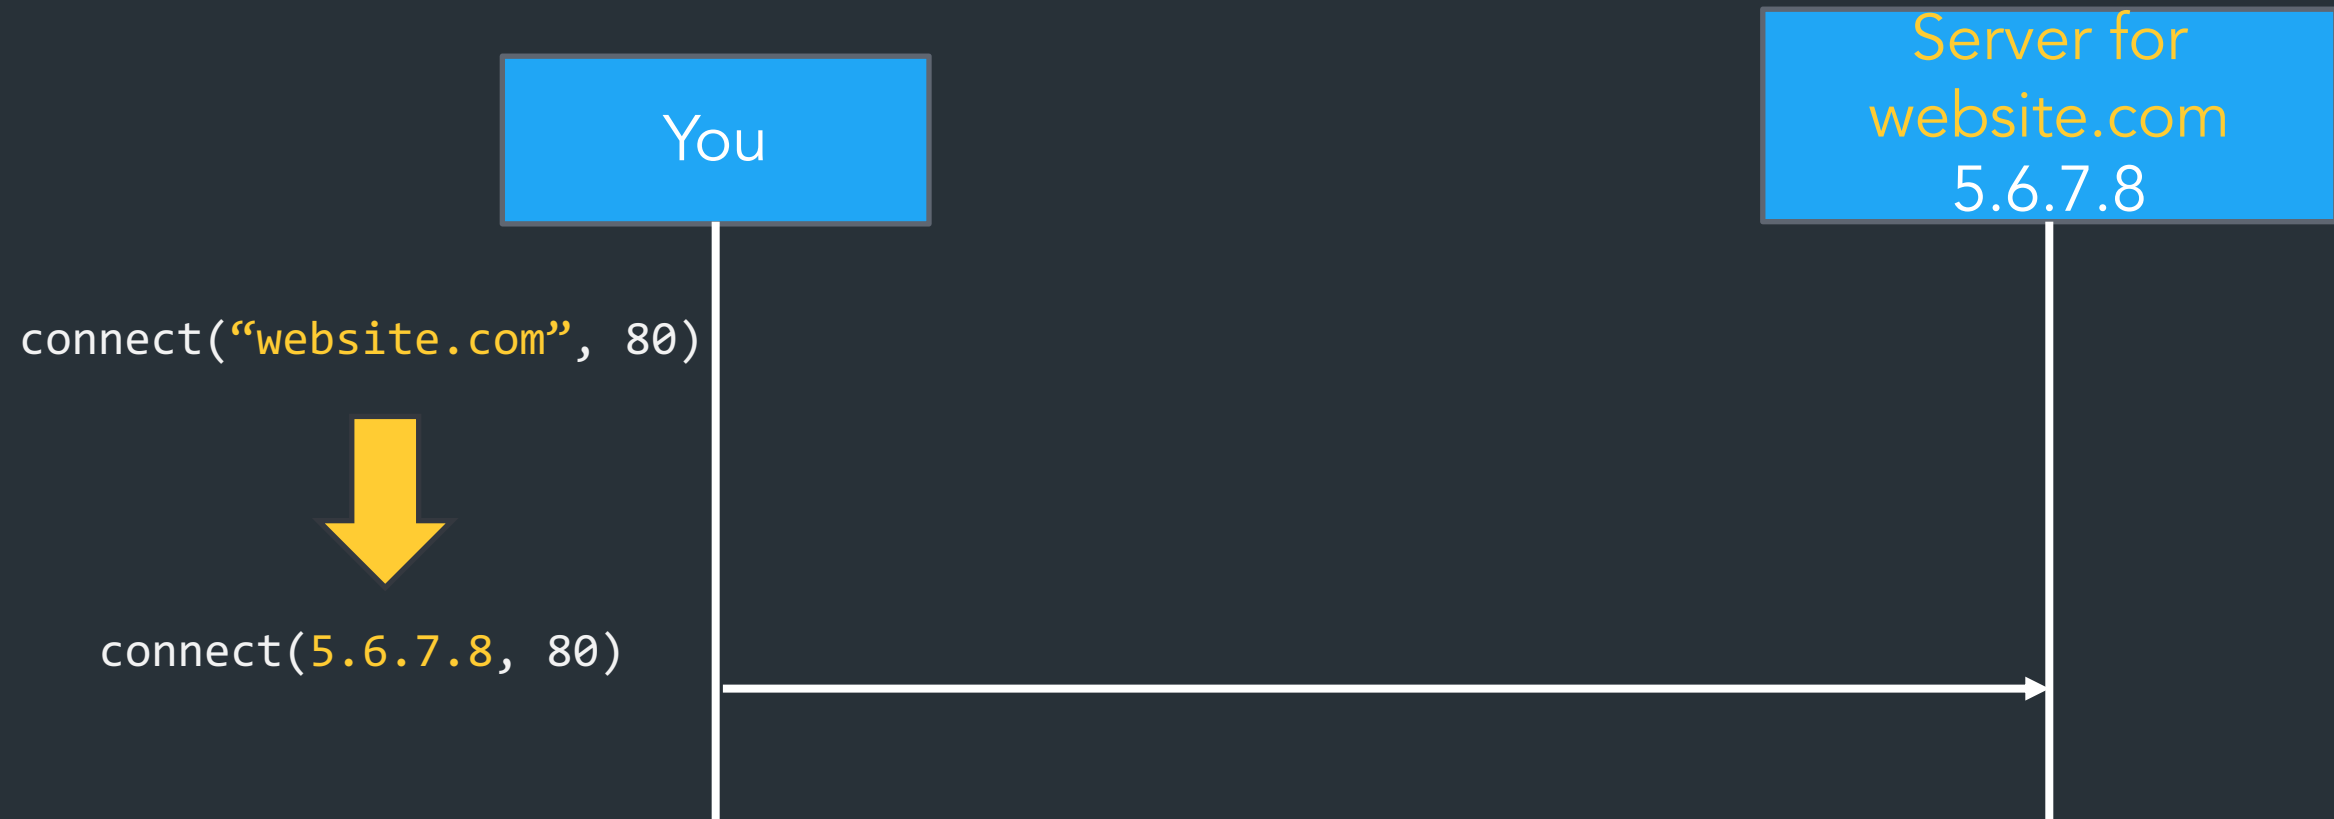 You
Server for
website.com
5.6.7.8
connect(“website.com”, 80)
connect(5.6.7.8, 80)